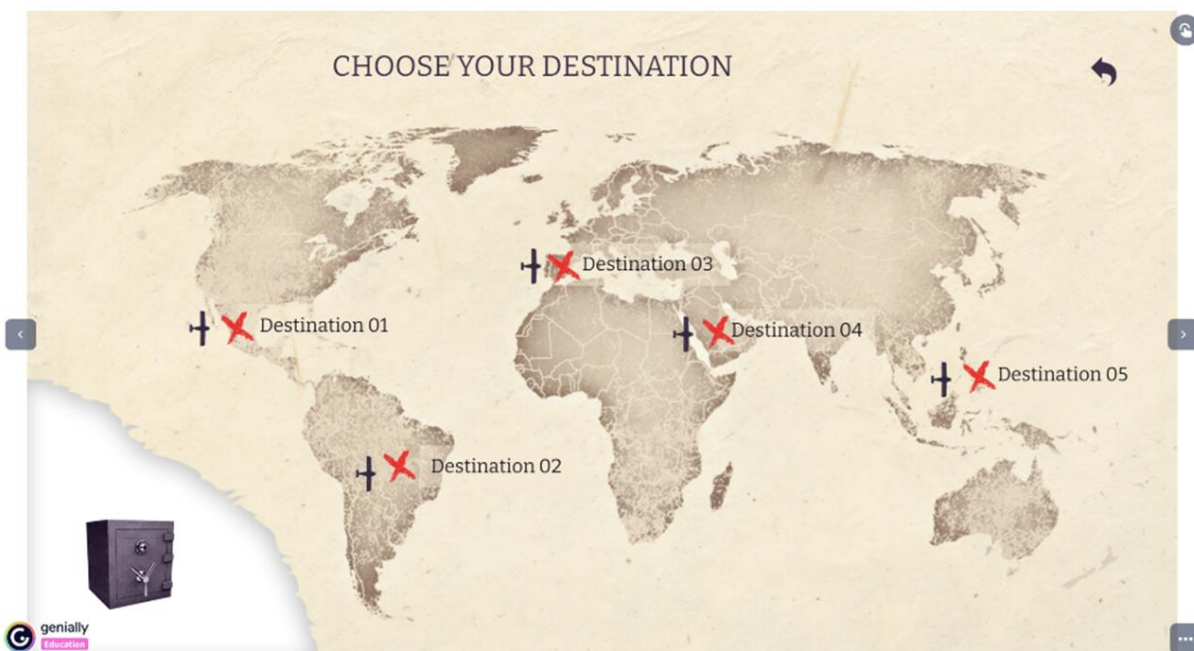 CHOOSE YOUR DESTINATION
Destination 03
Destination 01
Destination 04
Destination 05
Destination 02
genially
Education